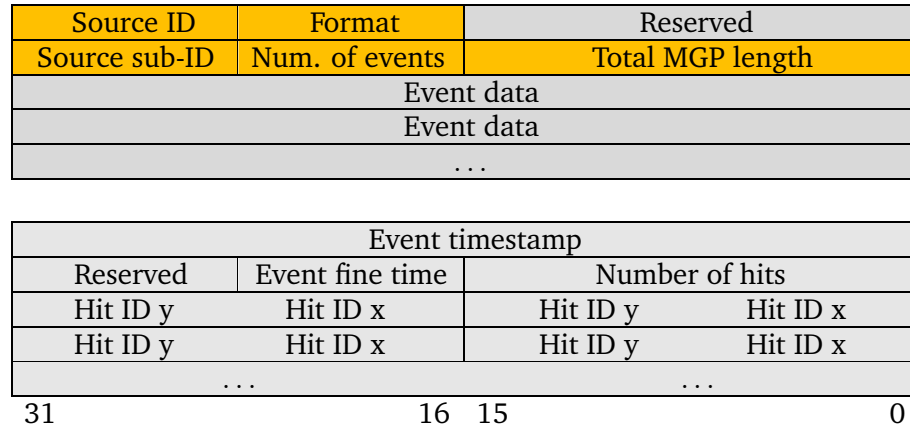 Source ID Format Reserved
Source sub-ID Num. of events Total MGP length
Event data
Event data
. . .
Event timestamp
Reserved Event fine time Number of hits
Hit ID y Hit ID x Hit ID y Hit ID x
Hit ID y Hit ID x Hit ID y Hit ID x
. . . . . .
31 16 15 0